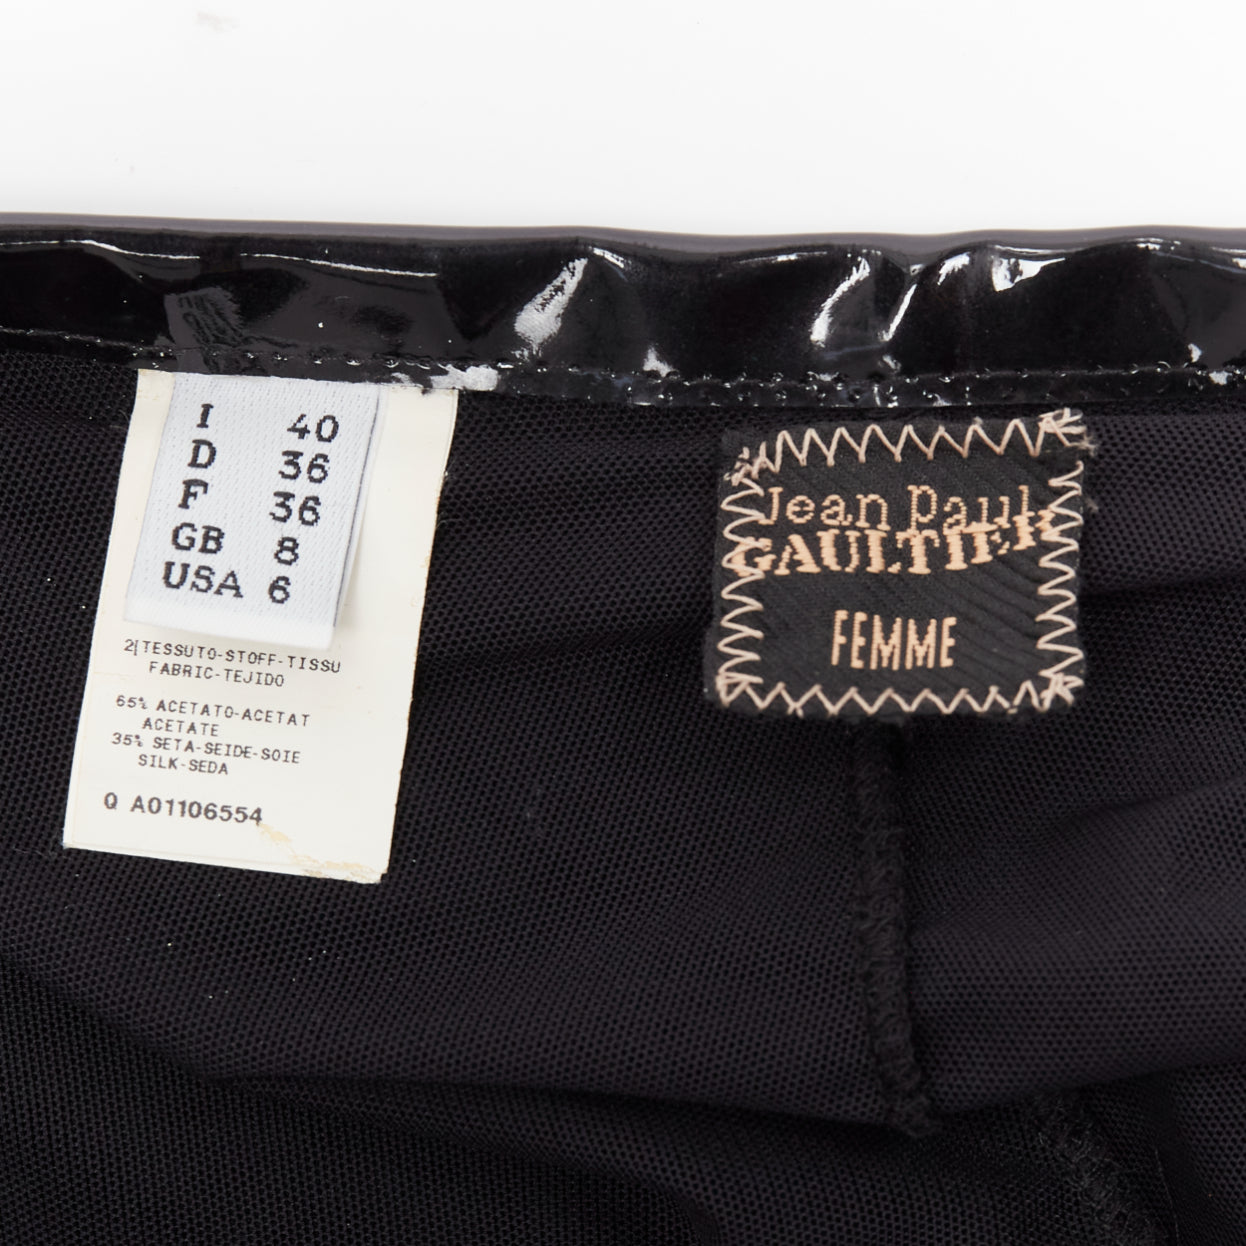 I 40
D 36
F 36
GB 8
USA 6
2[TESSUTO-STOFF-TISSU
FABRIC-TEJIDO
65% ACETATO-ACETAT
ACETATE
35% SETA-SEIDE-SOIE
SILK-SEDA
Q A01106554
Jean Paul
GAULTIER
FEMME